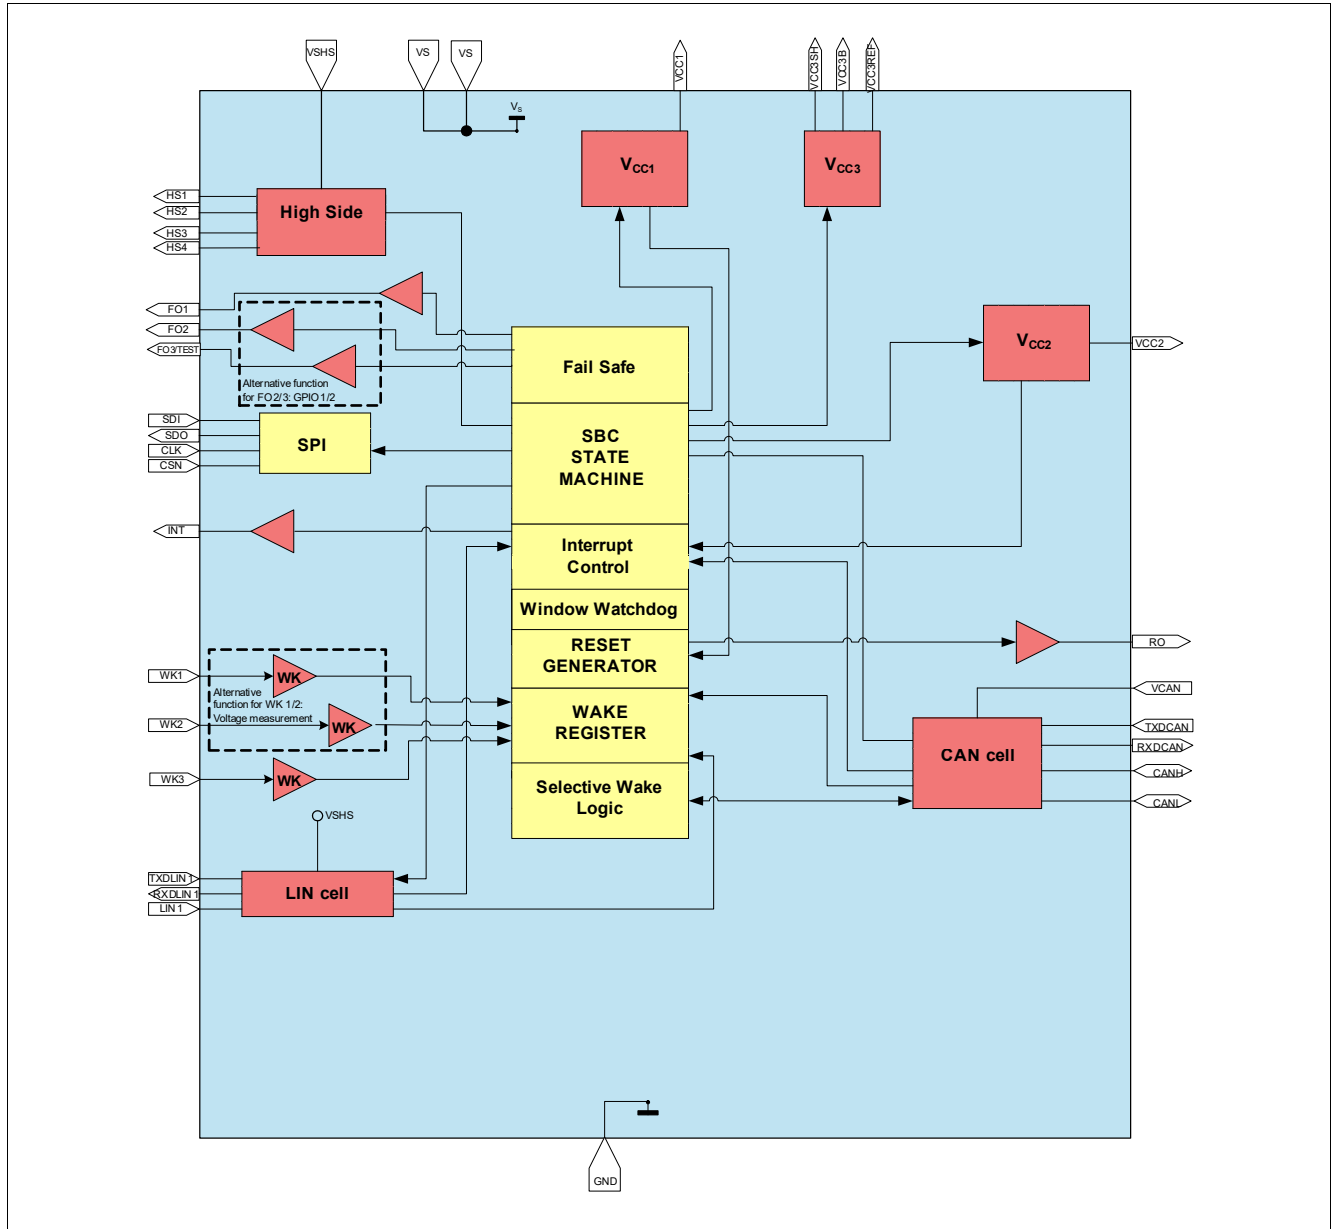 VSHS
VS
VS
VCC1
VCC3SH
VCC3B
VCC3REF
VS
VCC1
VCC3
HS1
HS2
HS3
HS4
High Side
FO1
FO2
FO3/TEST
Alternative function
for FO2/3: GPIO1/2
Fail Safe
VCC2
VCC2
SDI
SDO
CLK
CSN
SPI
SBC
STATE
MACHINE
INT
Interrupt
Control
Window Watchdog
RESET
GENERATOR
RO
WK1
WK
Alternative
function for WK 1/2:
Voltage measurement
WK2
WK
WK3
WK
WAKE
REGISTER
Selective Wake
Logic
VCAN
TXDCAN
RXDCAN
CANH
CANL
CAN cell
VSHS
TXDLIN1
RXDLIN1
LIN1
LIN cell
GND